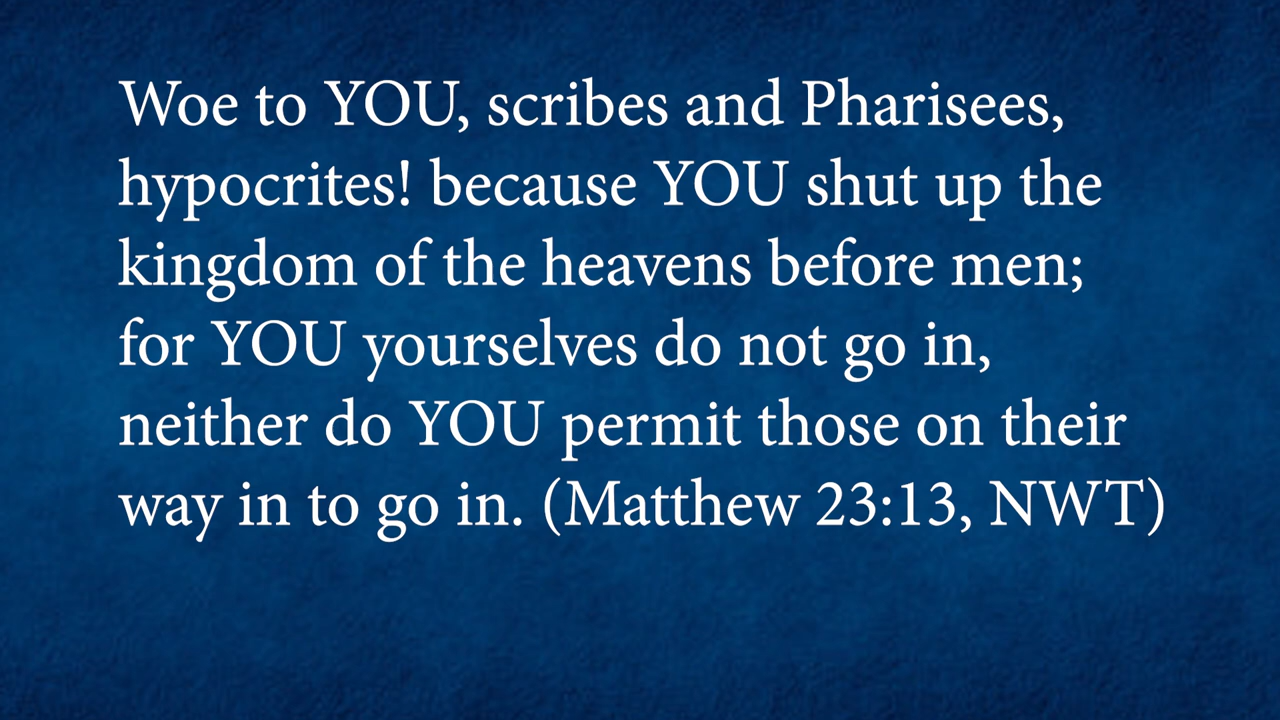 Woe to YOU, scribes and Pharisees,
hypocrites! because YOU shut up the
kingdom of the heavens before men;
for YOU yourselves do not go in,
neither do YOU permit those on their
way in to go in. (Matthew 23:13, NWT)